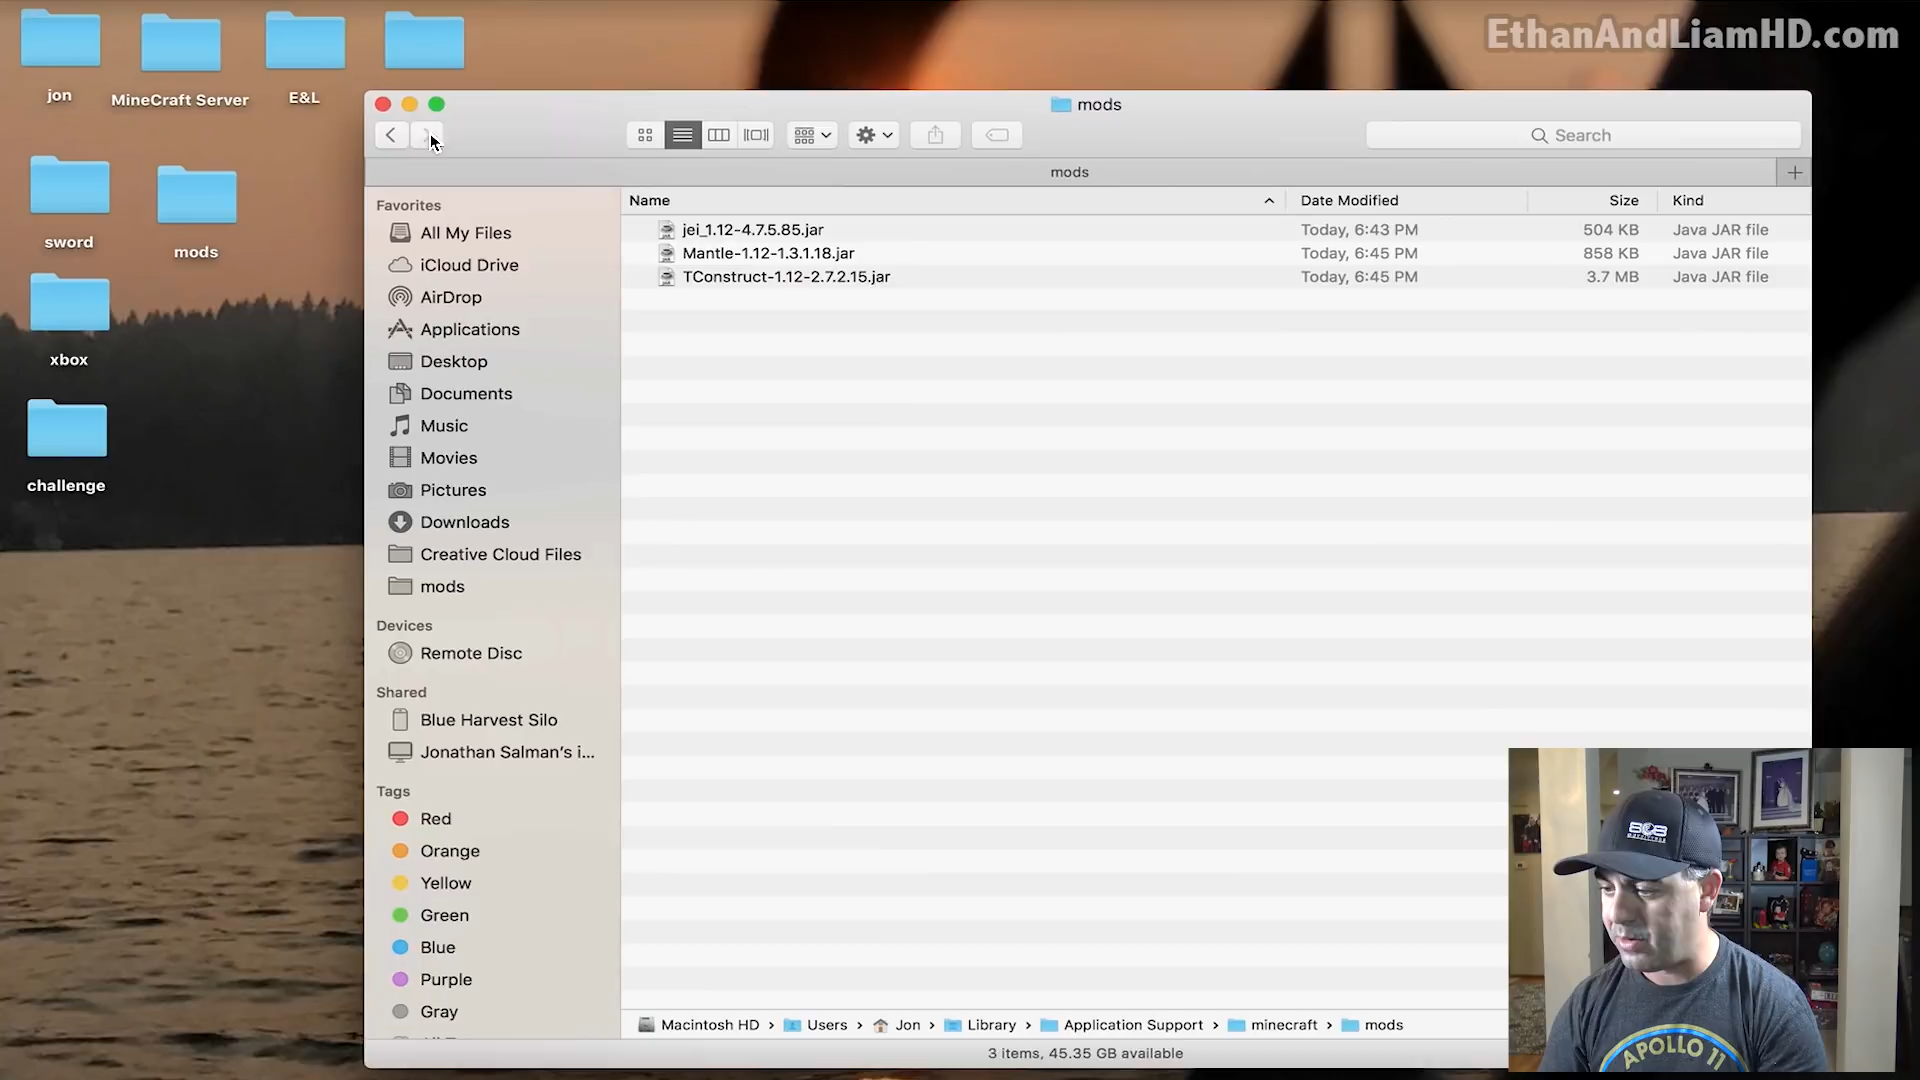 EthanAndLiamHD.com
jon
MineCraft Server
E&L
sword
mods
xbox
challenge
mods
Search
mods
Name
Date Modified
Size
Kind
jei_1.12-4.7.5.85.jar
Today, 6:43 PM
504 KB
Java JAR file
Mantle-1.12-1.3.1.18.jar
Today, 6:45 PM
858 KB
Java JAR file
TConstruct-1.12-2.7.2.15.jar
Today, 6:45 PM
3.7 MB
Java JAR file
Favorites
All My Files
iCloud Drive
AirDrop
Applications
Desktop
Documents
Music
Movies
Pictures
Downloads
Creative Cloud Files
mods
Devices
Remote Disc
Shared
Blue Harvest Silo
Jonathan Salman’s i...
Tags
Red
Orange
Yellow
Green
Blue
Purple
Gray
Macintosh HD › Users › Jon › Library › Application Support › minecraft › mods
3 items, 45.35 GB available
APOLLO 11